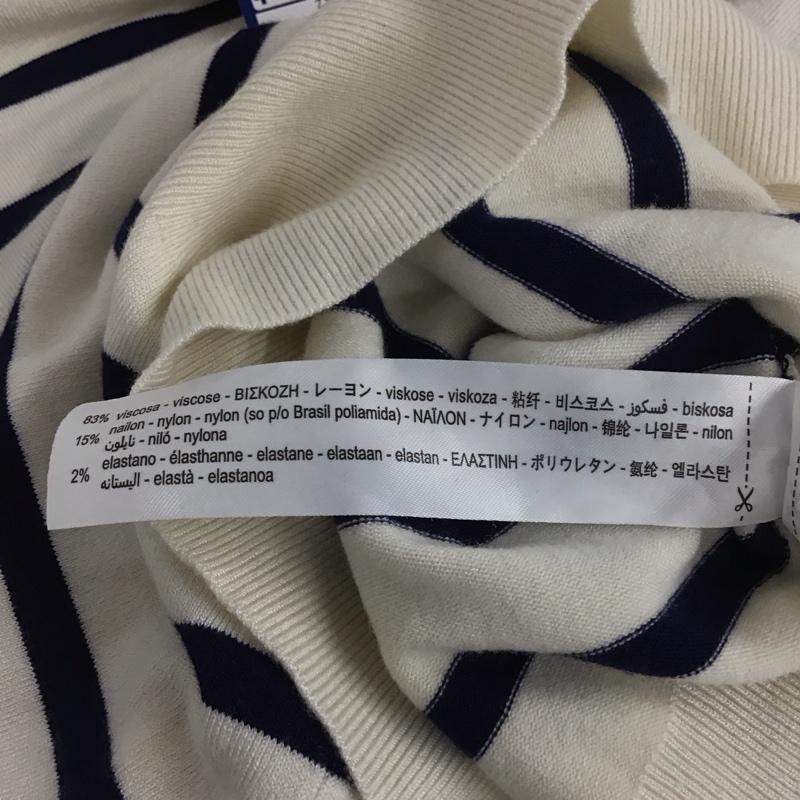 83% viscosa - viscose - ΒΙΣΚΟΖΗ - レーヨン - viskose - viskoza - 粘纤 - 비스코스 - فسكوز - biskosa
15% nailon - nylon - nylon (so p/o Brasil poliamida) - ΝΑΪΛΟΝ - ナイロン - najlon - 锦纶 - 나일론 - nilon
نايلون - niló - nylona
2% elastano - élasthanne - elastane - elastaan - elastan - ΕΛΑΣΤΙΝΗ - ポリウレタン - 氨纶 - 엘라스탄
اليستانه - elastà - elastanoa